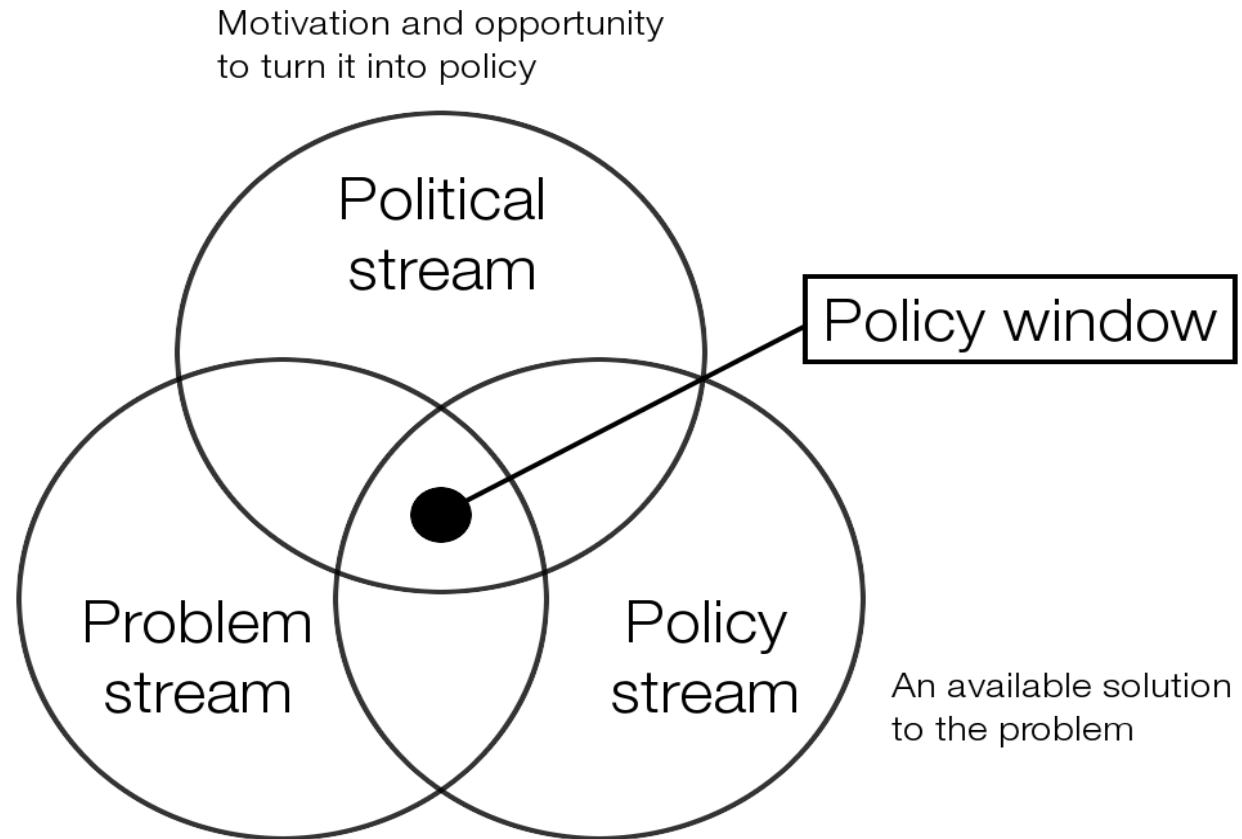 Motivation and opportunity
to turn it into policy
Political
stream
Policy window
Problem
stream
Policy
stream
An available solution
to the problem